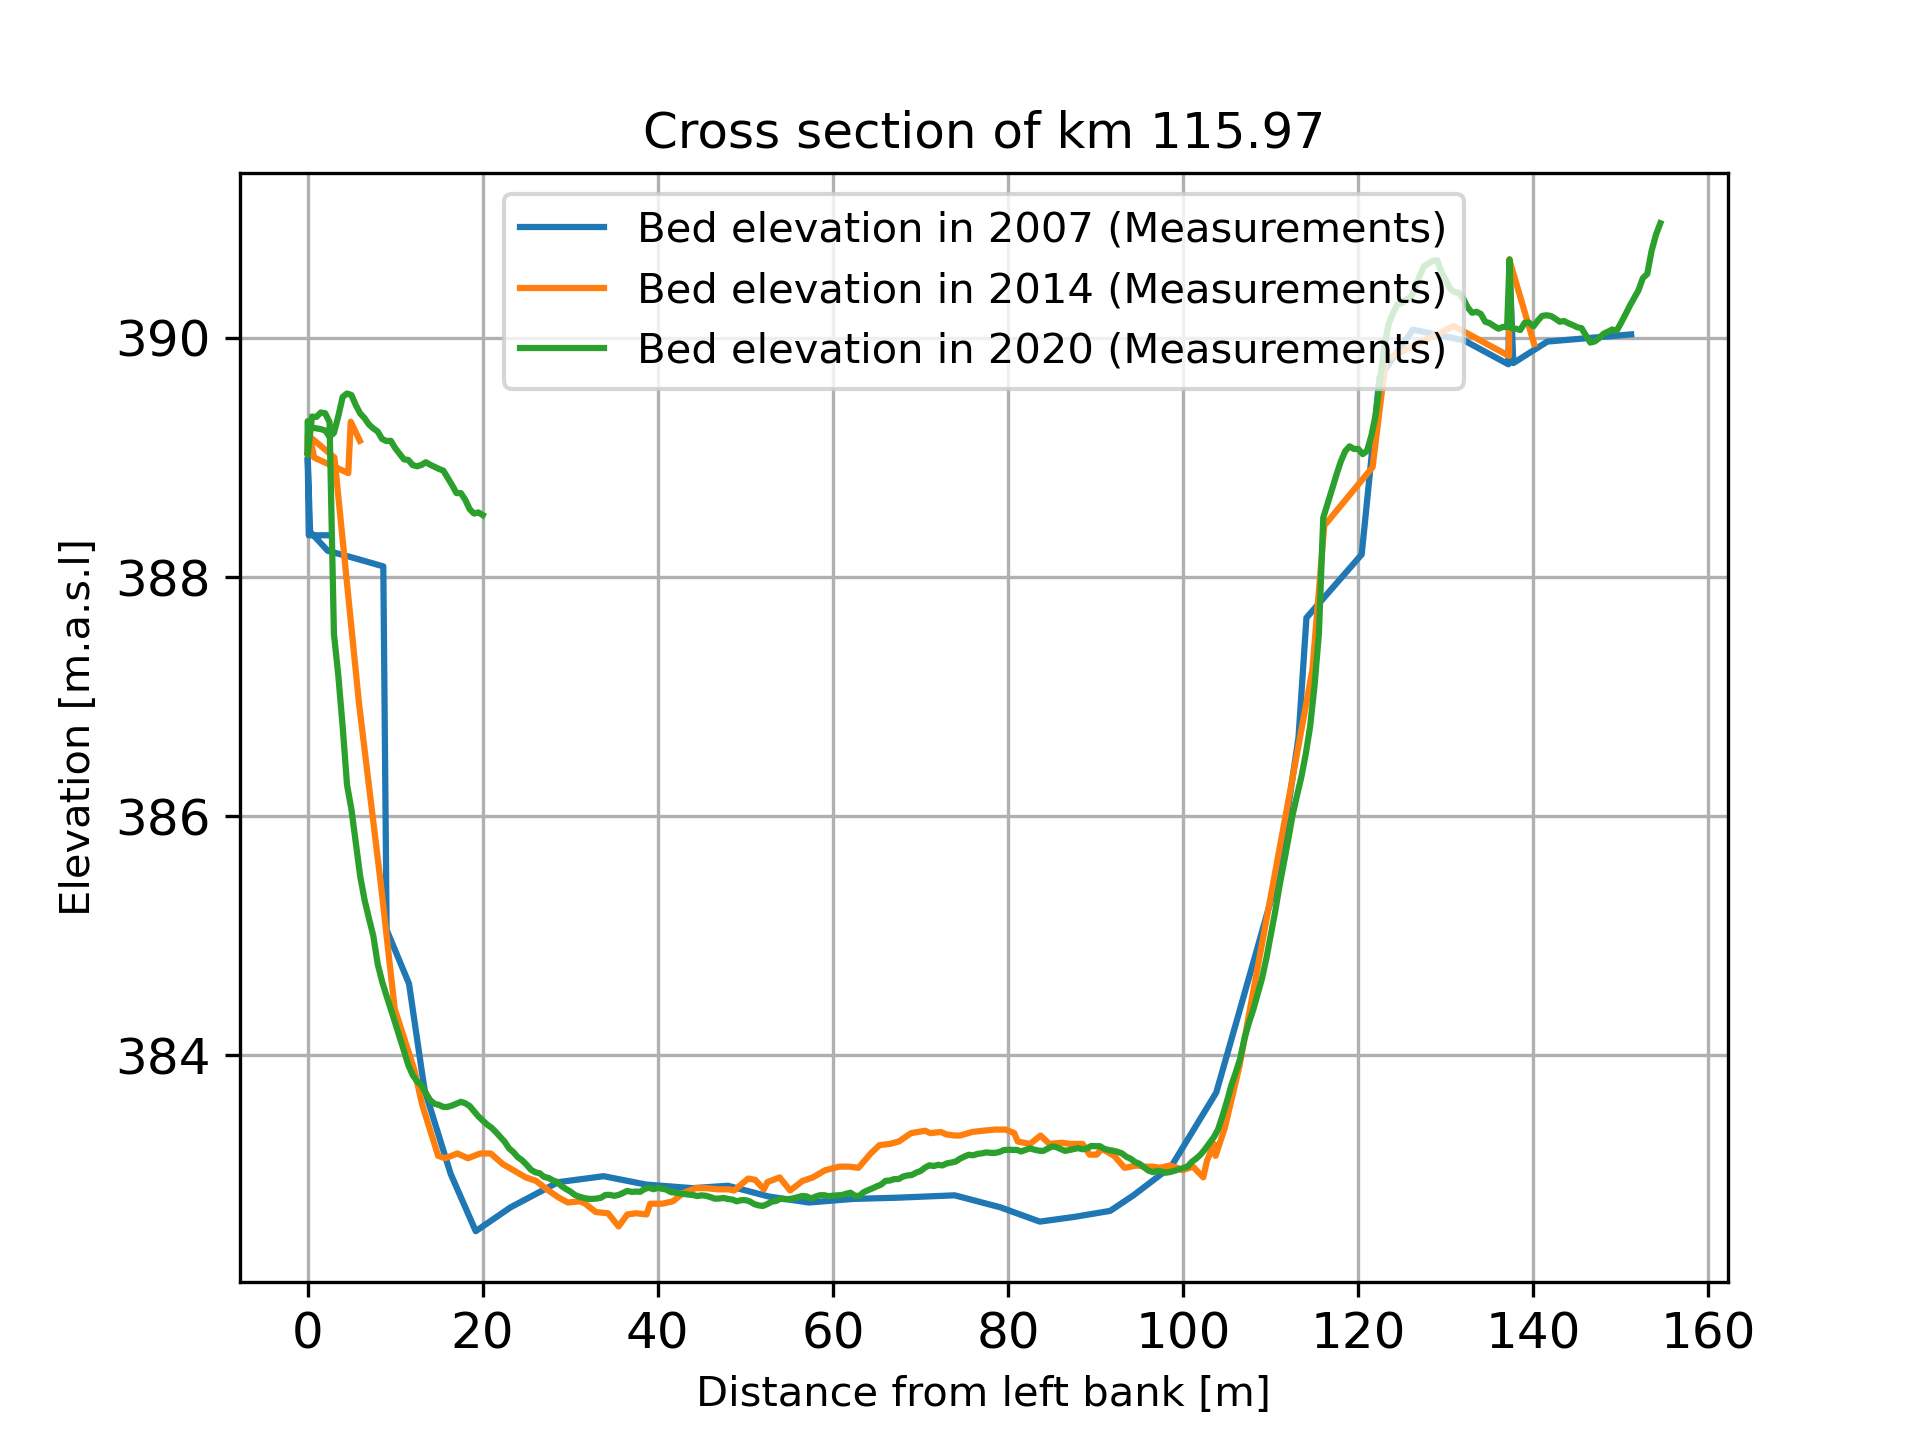 Cross section of km 115.97
Bed elevation in 2007 (Measurements)
Bed elevation in 2014 (Measurements)
Bed elevation in 2020 (Measurements)
Elevation [m.a.s.l]
390
388
386
384
0 20 40 60 80 100 120 140 160
Distance from left bank [m]